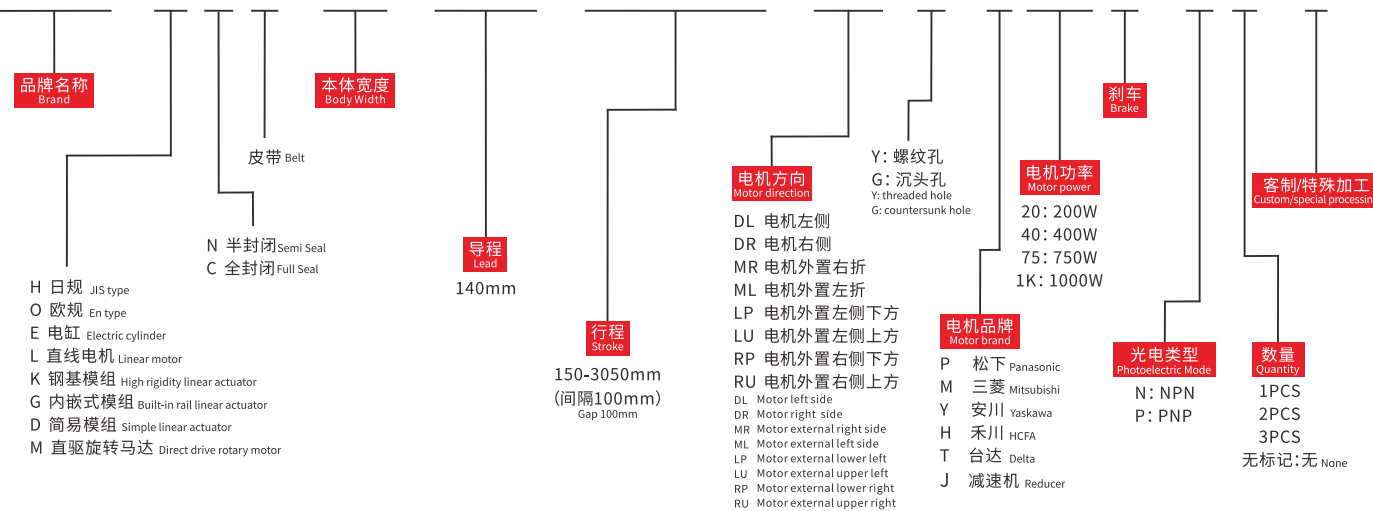 品牌名称
Brand
H 日规 JIS type
O 欧规 En type
E 电缸 Electric cylinder
L 直线电机 Linear motor
K 钢基模组 High rigidity linear actuator
G 内嵌式模组 Built-in rail linear actuator
D 简易模组 Simple linear actuator
M 直驱旋转马达 Direct drive rotary motor
N 半封闭 Semi Seal
C 全封闭 Full Seal
皮带 Belt
本体宽度
Body Width
导程
Lead
140mm
行程
Stroke
150-3050mm
(间隔100mm)
Gap 100mm
电机方向
Motor direction
DL 电机左侧
DR 电机右侧
MR 电机外置右折
ML 电机外置左折
LP 电机外置左侧下方
LU 电机外置左侧上方
RP 电机外置右侧下方
RU 电机外置右侧上方
DL Motor left side
DR Motor right side
MR Motor external right side
ML Motor external left side
LP Motor external lower left
LU Motor external upper left
RP Motor external lower right
RU Motor external upper right
Y: 螺纹孔
G: 沉头孔
Y: threaded hole
G: countersunk hole
电机品牌
Motor brand
P 松下 Panasonic
M 三菱 Mitsubishi
Y 安川 Yaskawa
H 禾川 HCFA
T 台达 Delta
J 减速机 Reducer
电机功率
Motor power
20: 200W
40: 400W
75: 750W
1K: 1000W
刹车
Brake
光电类型
Photoelectric Mode
N: NPN
P: PNP
数量
Quantity
1PCS
2PCS
3PCS
无标记:无 None
客制/特殊加工
Custom/special processin